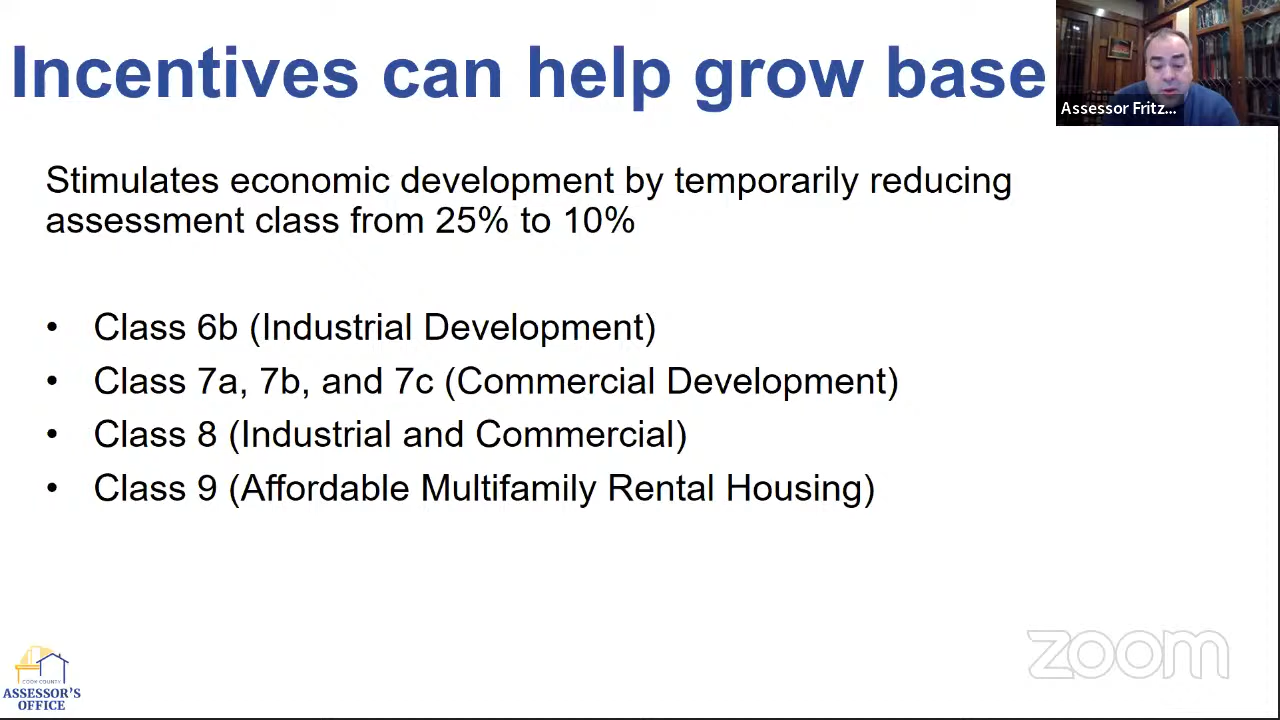 Incentives can help grow base
Assessor Fritz...
Stimulates economic development by temporarily reducing
assessment class from 25% to 10%
• Class 6b (Industrial Development)
• Class 7a, 7b, and 7c (Commercial Development)
• Class 8 (Industrial and Commercial)
• Class 9 (Affordable Multifamily Rental Housing)
COOK COUNTY
ASSESSOR'S
OFFICE
zoom